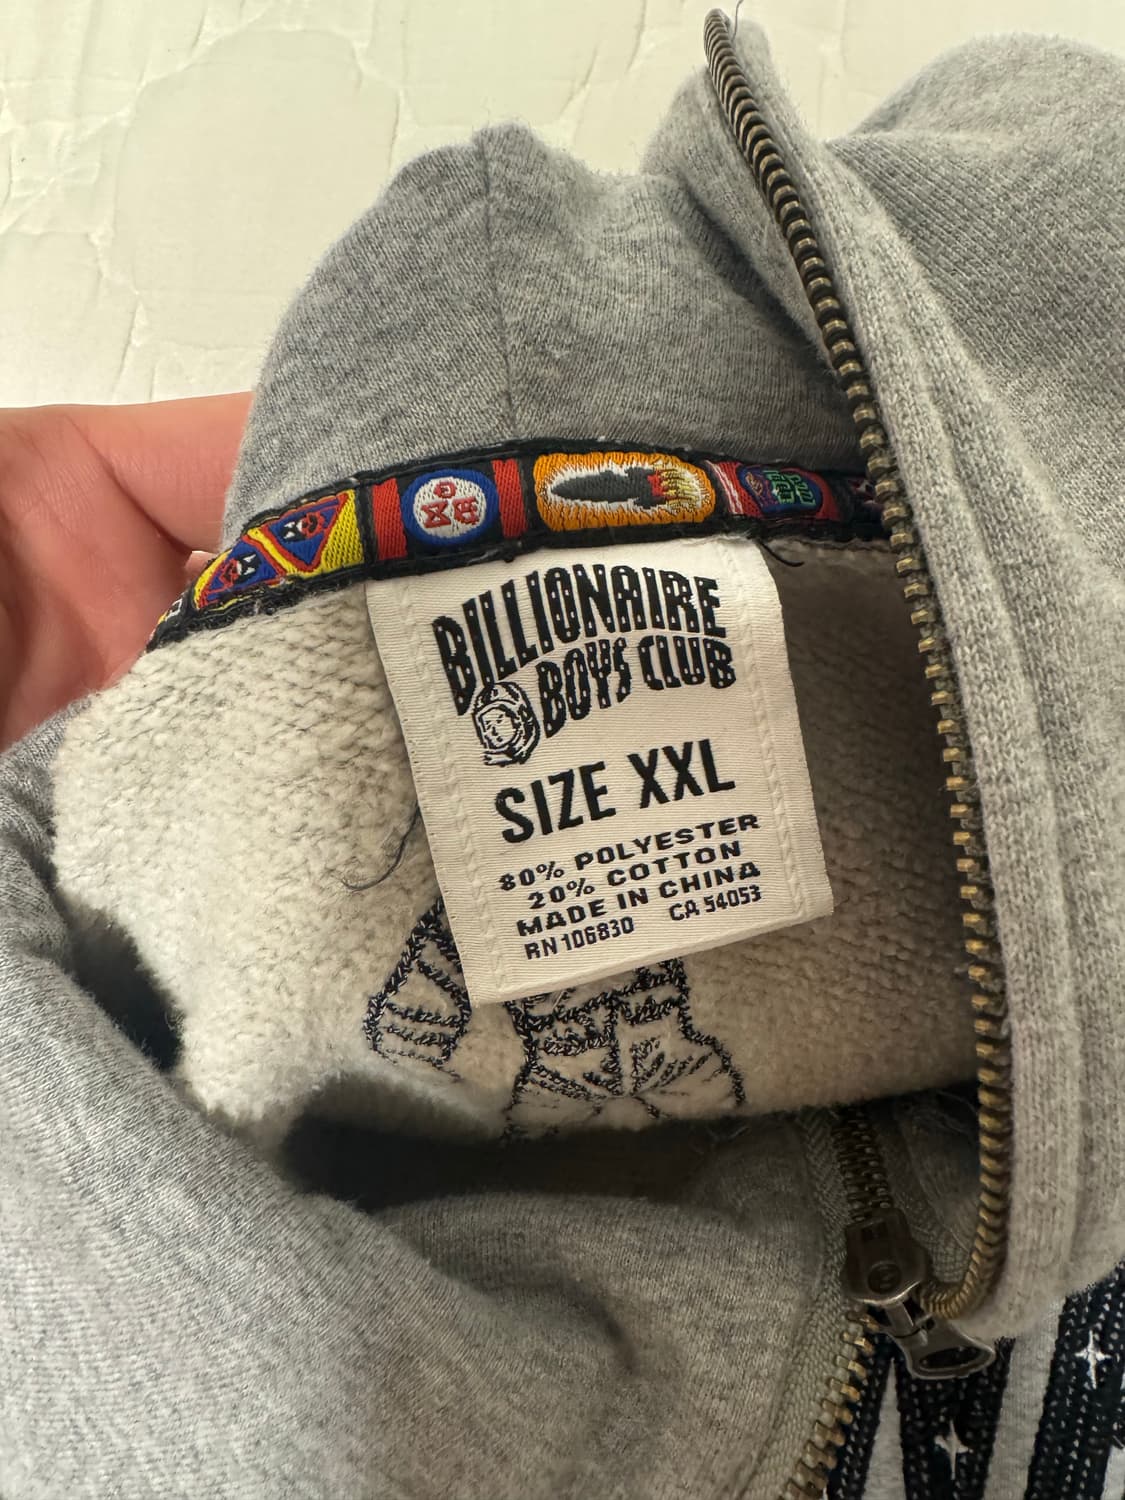 BILLIONAIRE
BOYS CLUB
SIZE XXL
80% POLYESTER
20% COTTON
MADE IN CHINA
RN 106830 CA 54053